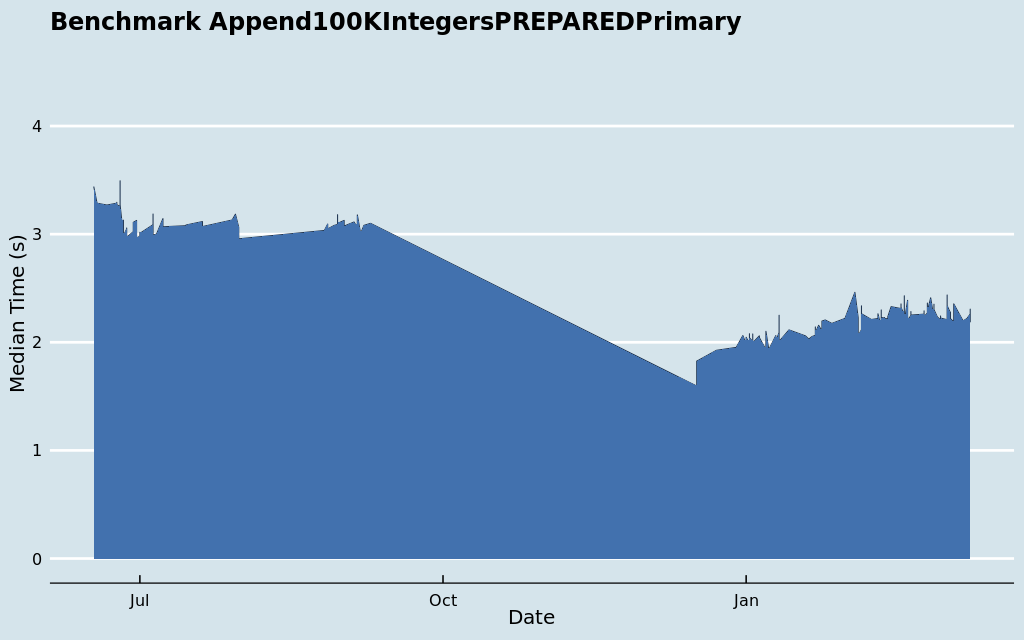 Benchmark Append100KIntegersPREPAREDPrimary
4
3
2
1
0
Median Time (s)
Jul
Oct
Jan
Date